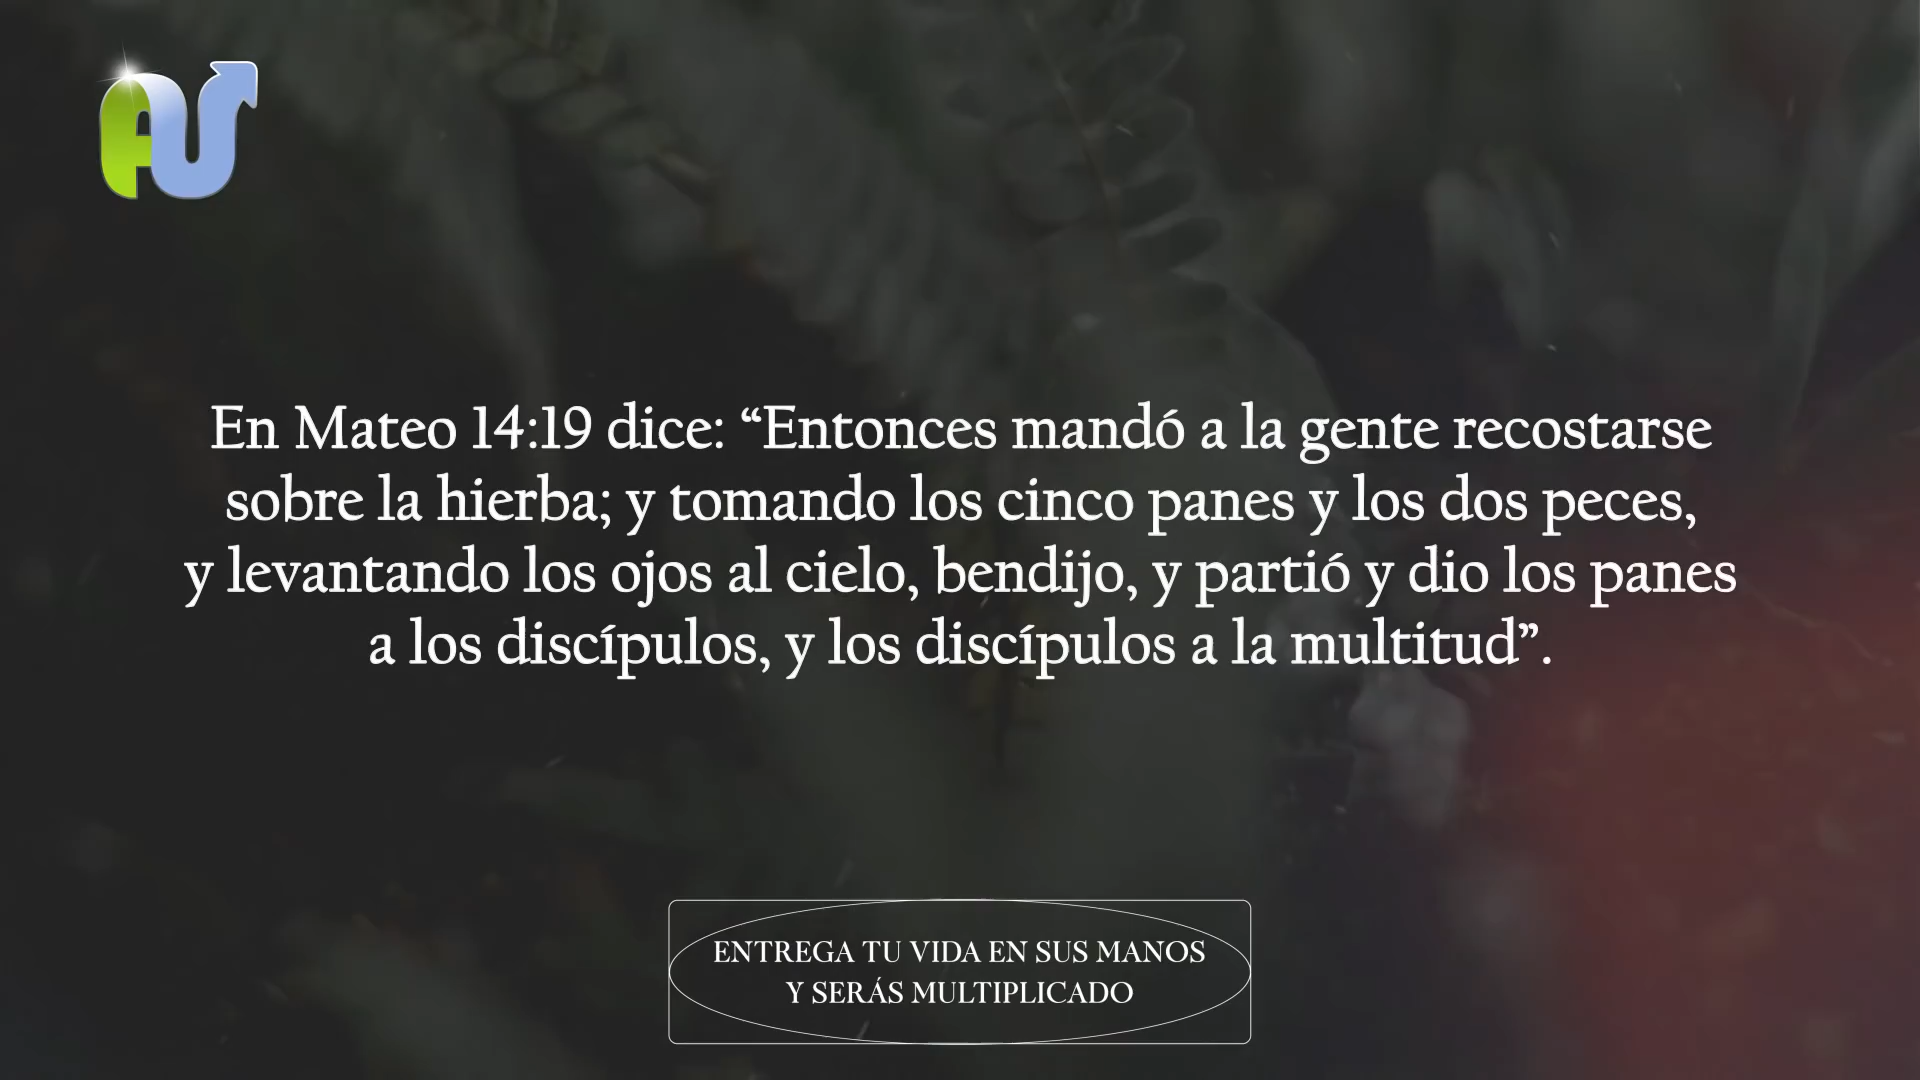 En Mateo 14:19 dice: “Entonces mandó a la gente recostarse
sobre la hierba; y tomando los cinco panes y los dos peces,
y levantando los ojos al cielo, bendijo, y partió y dio los panes
a los discípulos, y los discípulos a la multitud”.
ENTREGA TU VIDA EN SUS MANOS
Y SERÁS MULTIPLICADO